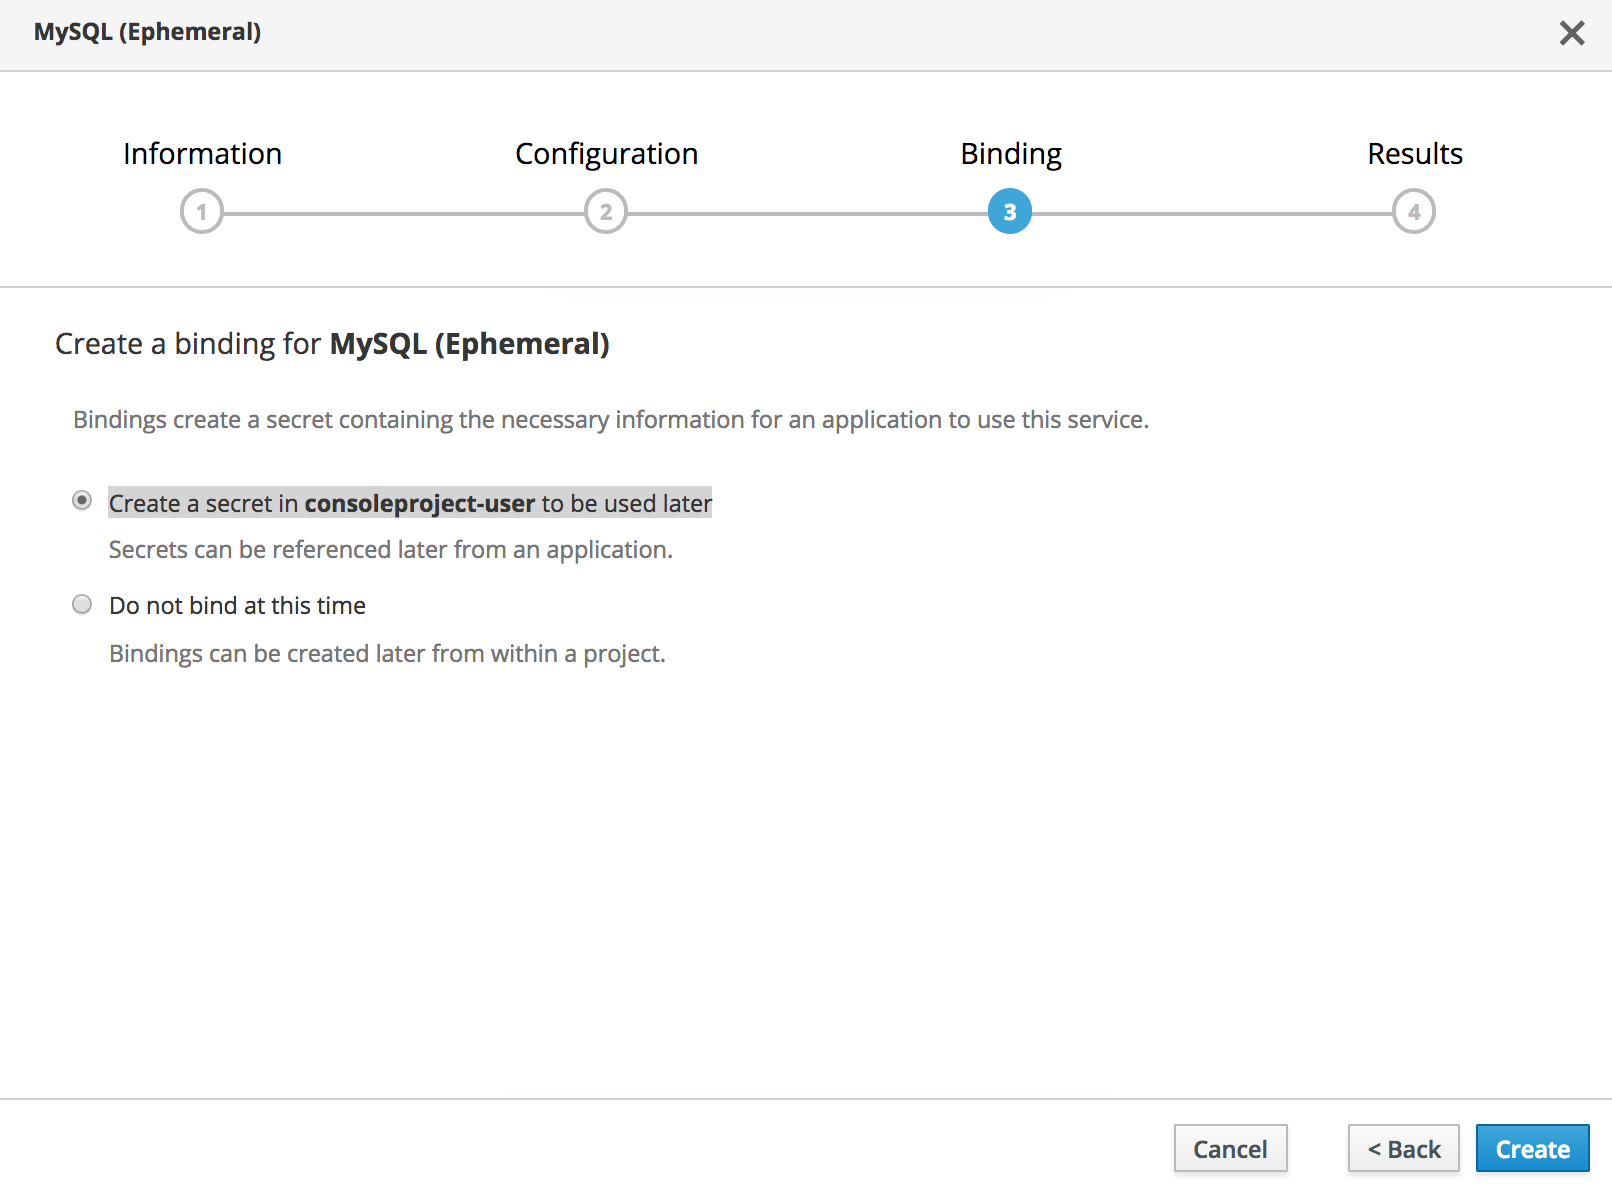 MySQL (Ephemeral)
Information
Configuration
Binding
Results
1
2
3
4
Create a binding for MySQL (Ephemeral)
Bindings create a secret containing the necessary information for an application to use this service.
Create a secret in consoleproject-user to be used later
Secrets can be referenced later from an application.
Do not bind at this time
Bindings can be created later from within a project.
Cancel
< Back
Create